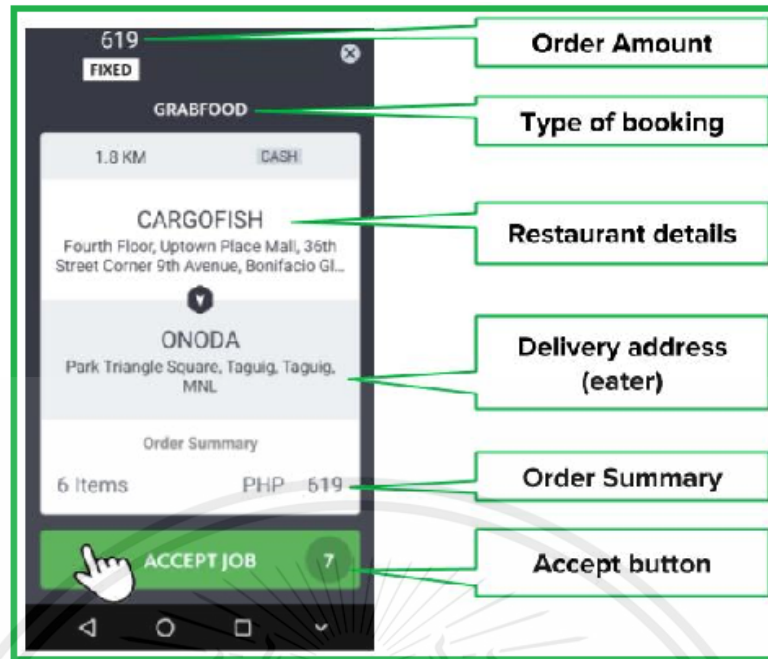 619
FIXED
GRABFOOD
1.8 KM CASH
CARGOFISH
Fourth Floor, Uptown Place Mall, 36th
Street Corner 9th Avenue, Bonifacio Gl...
ONODA
Park Triangle Square, Taguig, Taguig,
MNL
Order Summary
6 Items PHP 619
ACCEPT JOB 7
Order Amount
Type of booking
Restaurant details
Delivery address
(eater)
Order Summary
Accept button